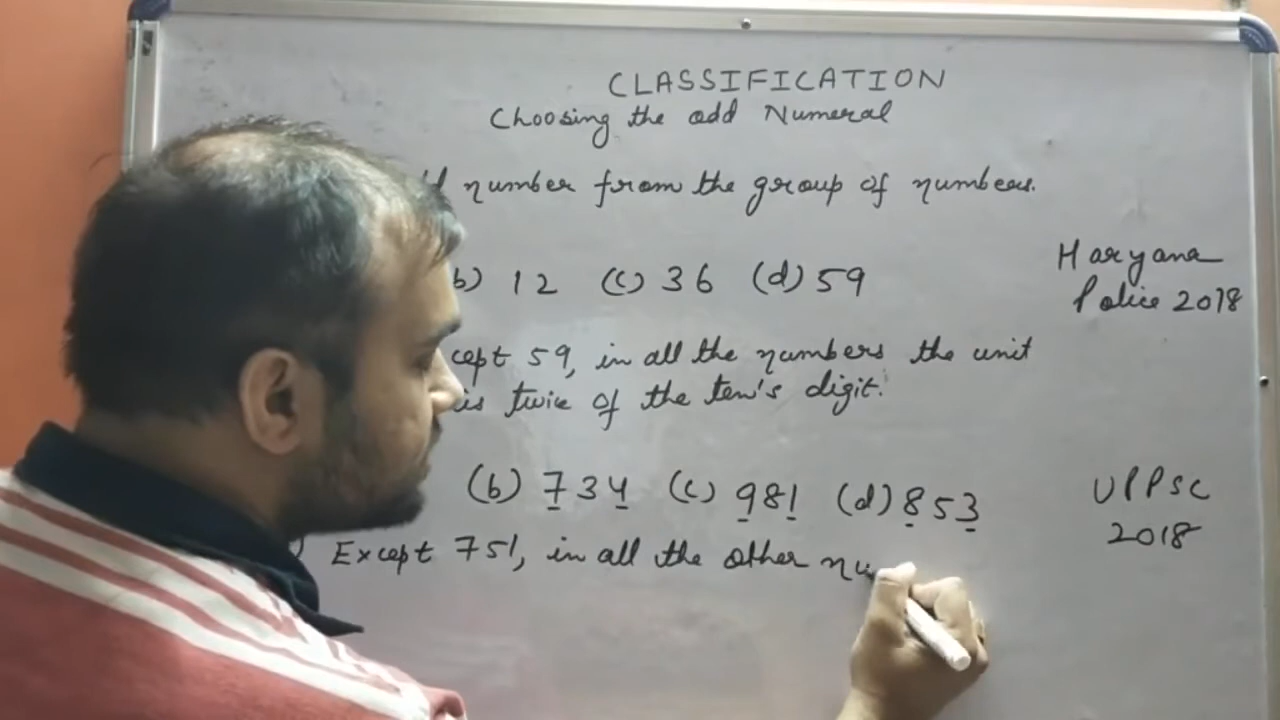 CLASSIFICATION
Choosing the odd Numeral
number from the group of numbers.
b) 12 (c) 36 (d) 59
Haryana
Police 2018
cept 59, in all the numbers the unit
is twice of the ten's digit.
(b) 734 (c) 981 (d) 853
UPPSC
2018
Except 751, in all the other nu